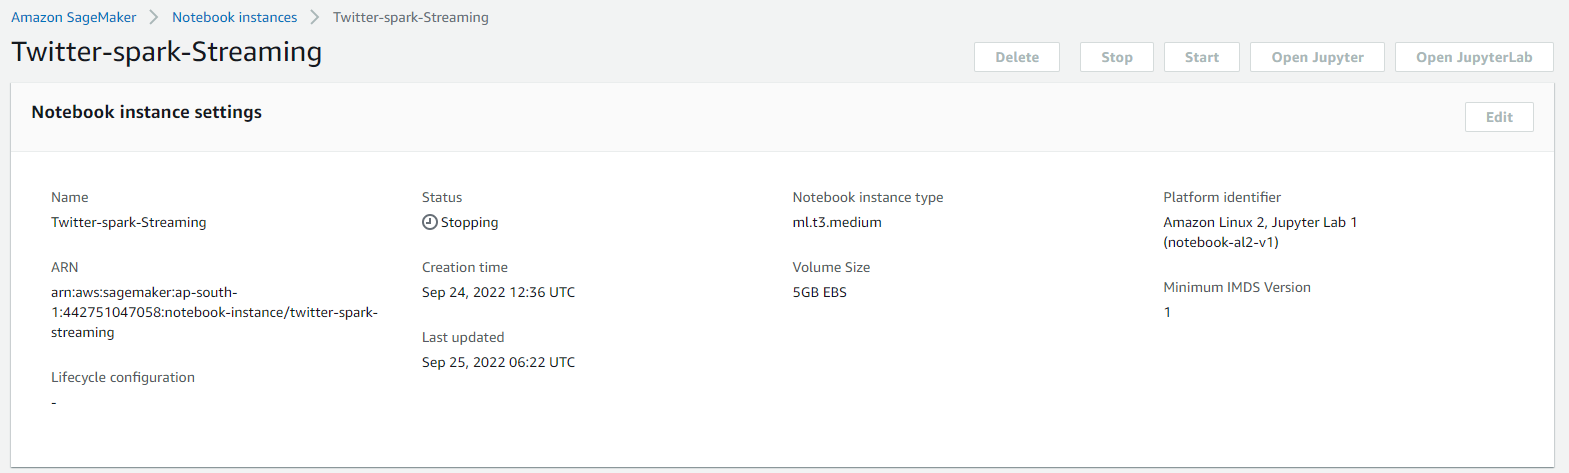 Amazon SageMaker > Notebook instances > Twitter-spark-Streaming
Twitter-spark-Streaming
Delete Stop Start Open Jupyter Open JupyterLab
Notebook instance settings
Edit
Name
Twitter-spark-Streaming
ARN
arn:aws:sagemaker:ap-south-
1:442751047058:notebook-instance/twitter-spark-
streaming
Lifecycle configuration
-
Status
Stopping
Creation time
Sep 24, 2022 12:36 UTC
Last updated
Sep 25, 2022 06:22 UTC
Notebook instance type
ml.t3.medium
Volume Size
5GB EBS
Platform identifier
Amazon Linux 2, Jupyter Lab 1
(notebook-al2-v1)
Minimum IMDS Version
1